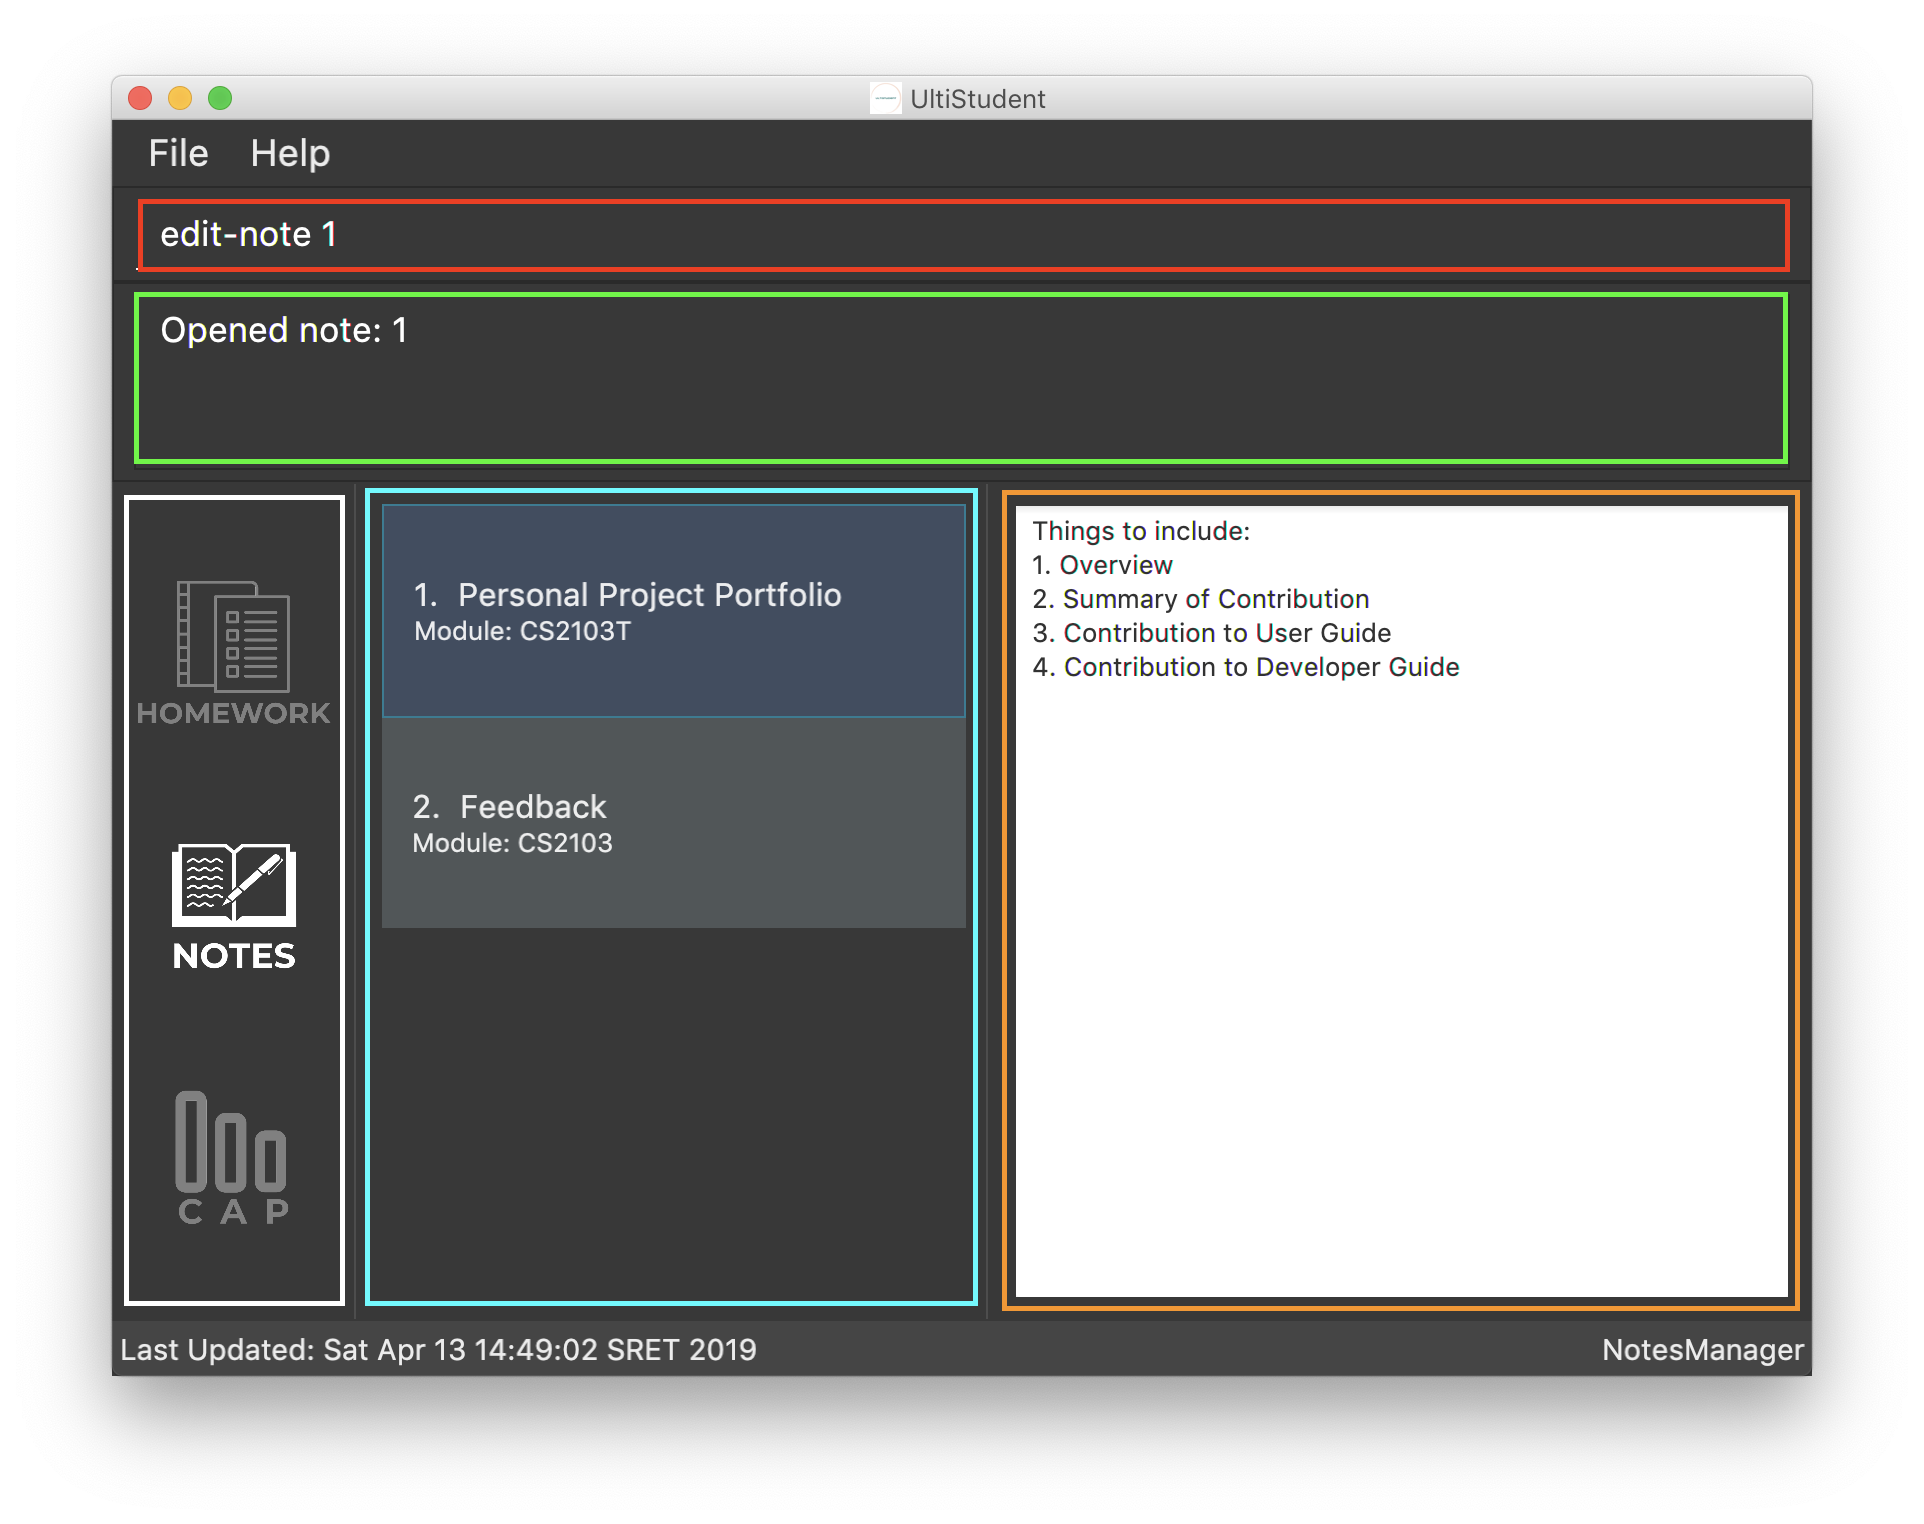 UltiStudent
File Help
edit-note 1
Opened note: 1
HOMEWORK
NOTES
CAP
1. Personal Project Portfolio
Module: CS2103T
2. Feedback
Module: CS2103
Things to include:
1. Overview
2. Summary of Contribution
3. Contribution to User Guide
4. Contribution to Developer Guide
Last Updated: Sat Apr 13 14:49:02 SRET 2019
NotesManager